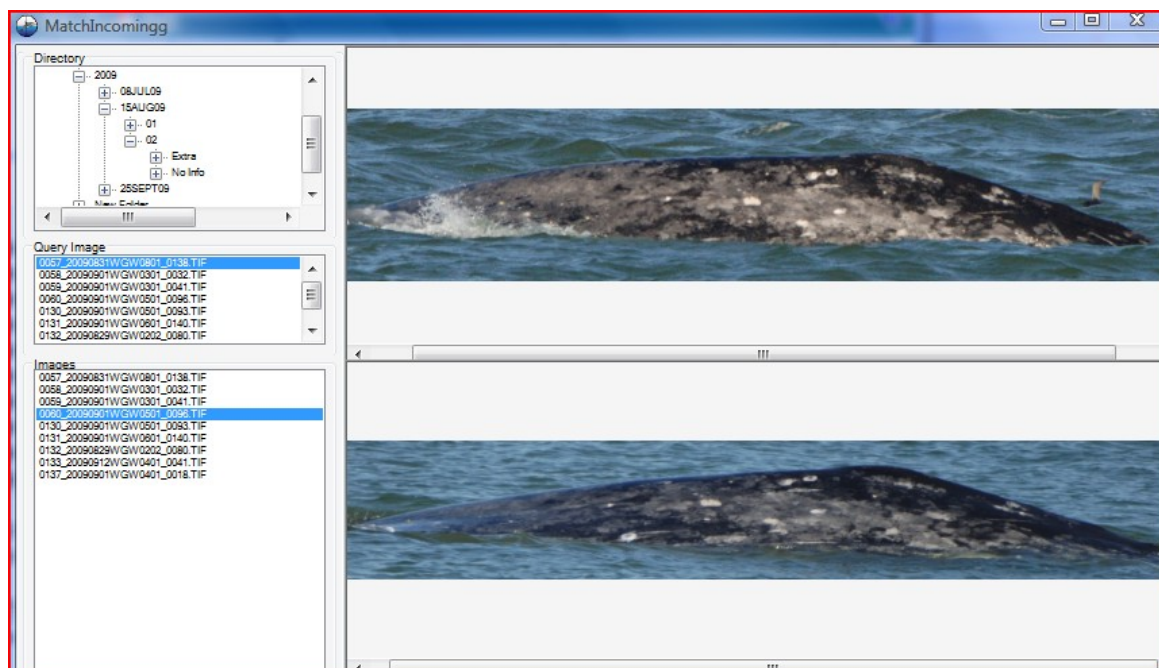 MatchIncomingg
Directory
2009
08JUL09
15AUG09
01
02
Extra
No Info
25SEPT09
New Folder
Query Image
0057_20090831WGW0801_0138.TIF
0058_20090901WGW0301_0032.TIF
0059_20090901WGW0301_0041.TIF
0060_20090901WGW0501_0096.TIF
0130_20090901WGW0501_0093.TIF
0131_20090901WGW0601_0140.TIF
0132_20090829WGW0202_0080.TIF
Images
0057_20090831WGW0801_0138.TIF
0058_20090901WGW0301_0032.TIF
0059_20090901WGW0301_0041.TIF
0060_20090901WGW0501_0096.TIF
0130_20090901WGW0501_0093.TIF
0131_20090901WGW0601_0140.TIF
0132_20090829WGW0202_0080.TIF
0133_20090912WGW0401_0041.TIF
0137_20090901WGW0401_0018.TIF